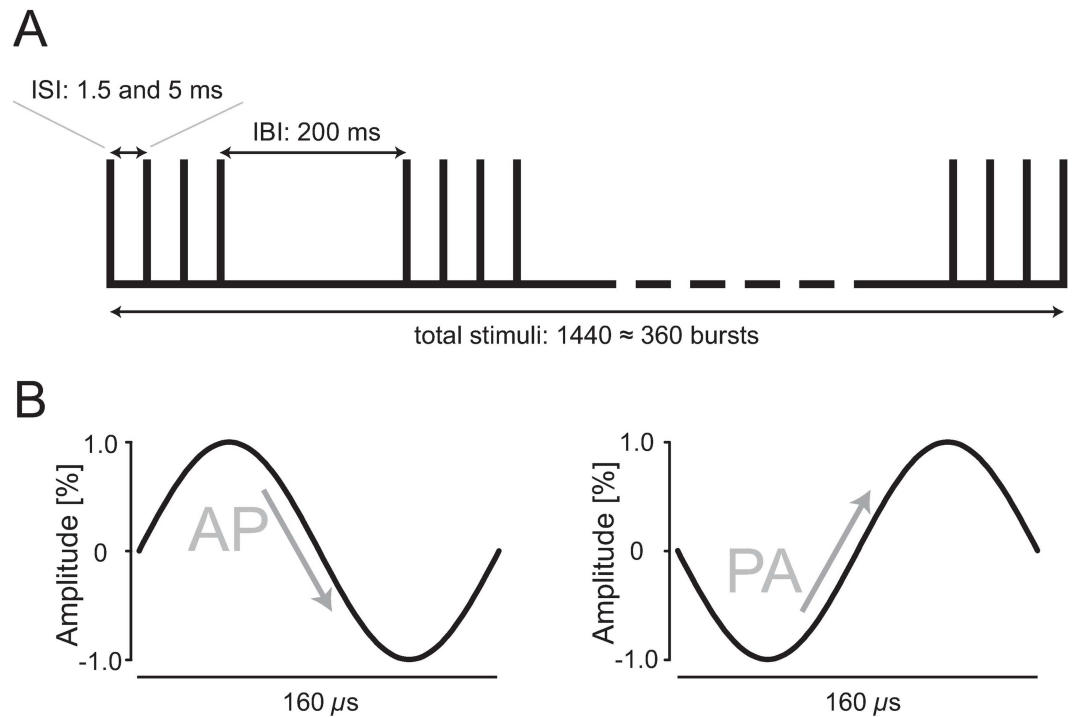 A
ISI: 1.5 and 5 ms
IBI: 200 ms
total stimuli: 1440 ≈ 360 bursts
B
Amplitude [%]
1.0
0
-1.0
AP
160 µs
Amplitude [%]
1.0
0
-1.0
PA
160 µs